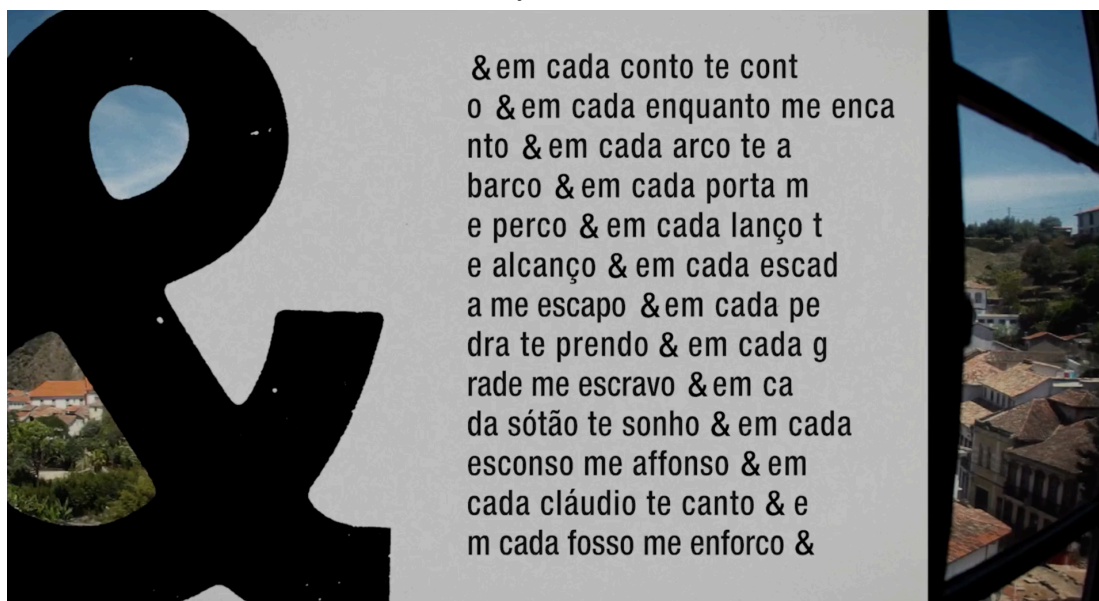 &
& em cada conto te cont
o & em cada enquanto me enca
nto & em cada arco te a
barco & em cada porta m
e perco & em cada lanço t
e alcanço & em cada escad
a me escapo & em cada pe
dra te prendo & em cada g
rade me escravo & em ca
da sótão te sonho & em cada
esconso me affonso & em
cada cláudio te canto & e
m cada fosso me enforco &